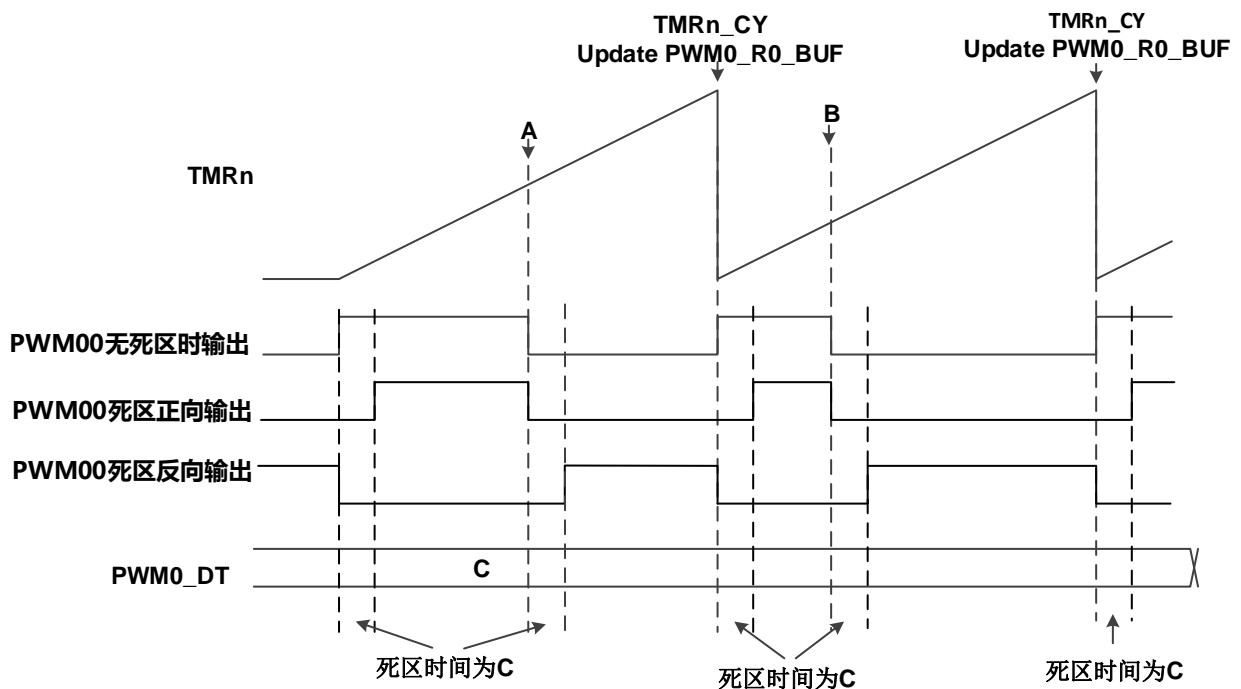 TMRn_CY
Update PWM0_R0_BUF
TMRn_CY
Update PWM0_R0_BUF
A
B
TMRn
PWM00无死区时输出
PWM00死区正向输出
PWM00死区反向输出
PWM0_DT
C
死区时间为C
死区时间为C
死区时间为C